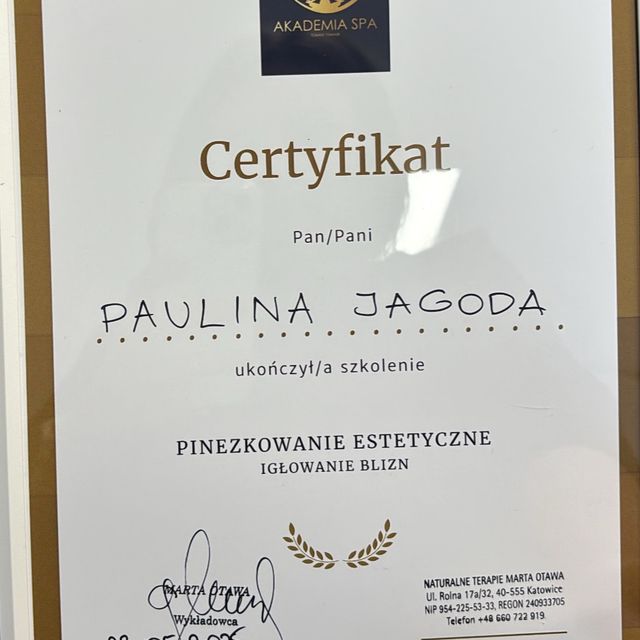 AKADEMIA SPA
Certyfikat
Pan/Pani
PAULINA JAGODA
ukończył/a szkolenie
PINEZKOWANIE ESTETYCZNE
IGŁOWANIE BLIZN
MARTA OTAWA
Wykładowca
NATURALNE TERAPIE MARTA OTAWA
Ul. Rolna 17a/32, 40-555 Katowice
NIP 954-225-53-33, REGON 240933705
Telefon +48 660 722 919